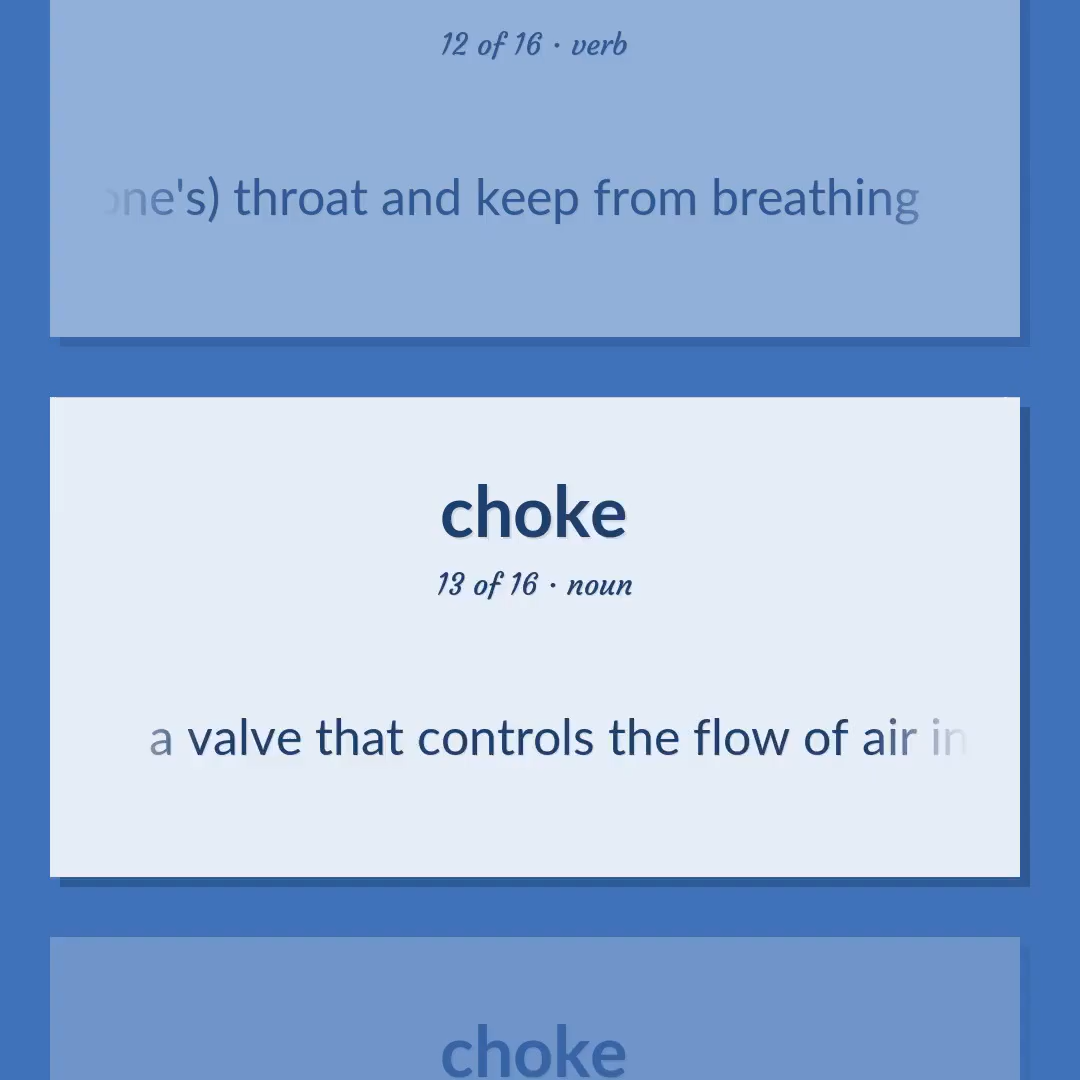 12 of 16 · verb
one's) throat and keep from breathing
choke
13 of 16 · noun
a valve that controls the flow of air in
choke